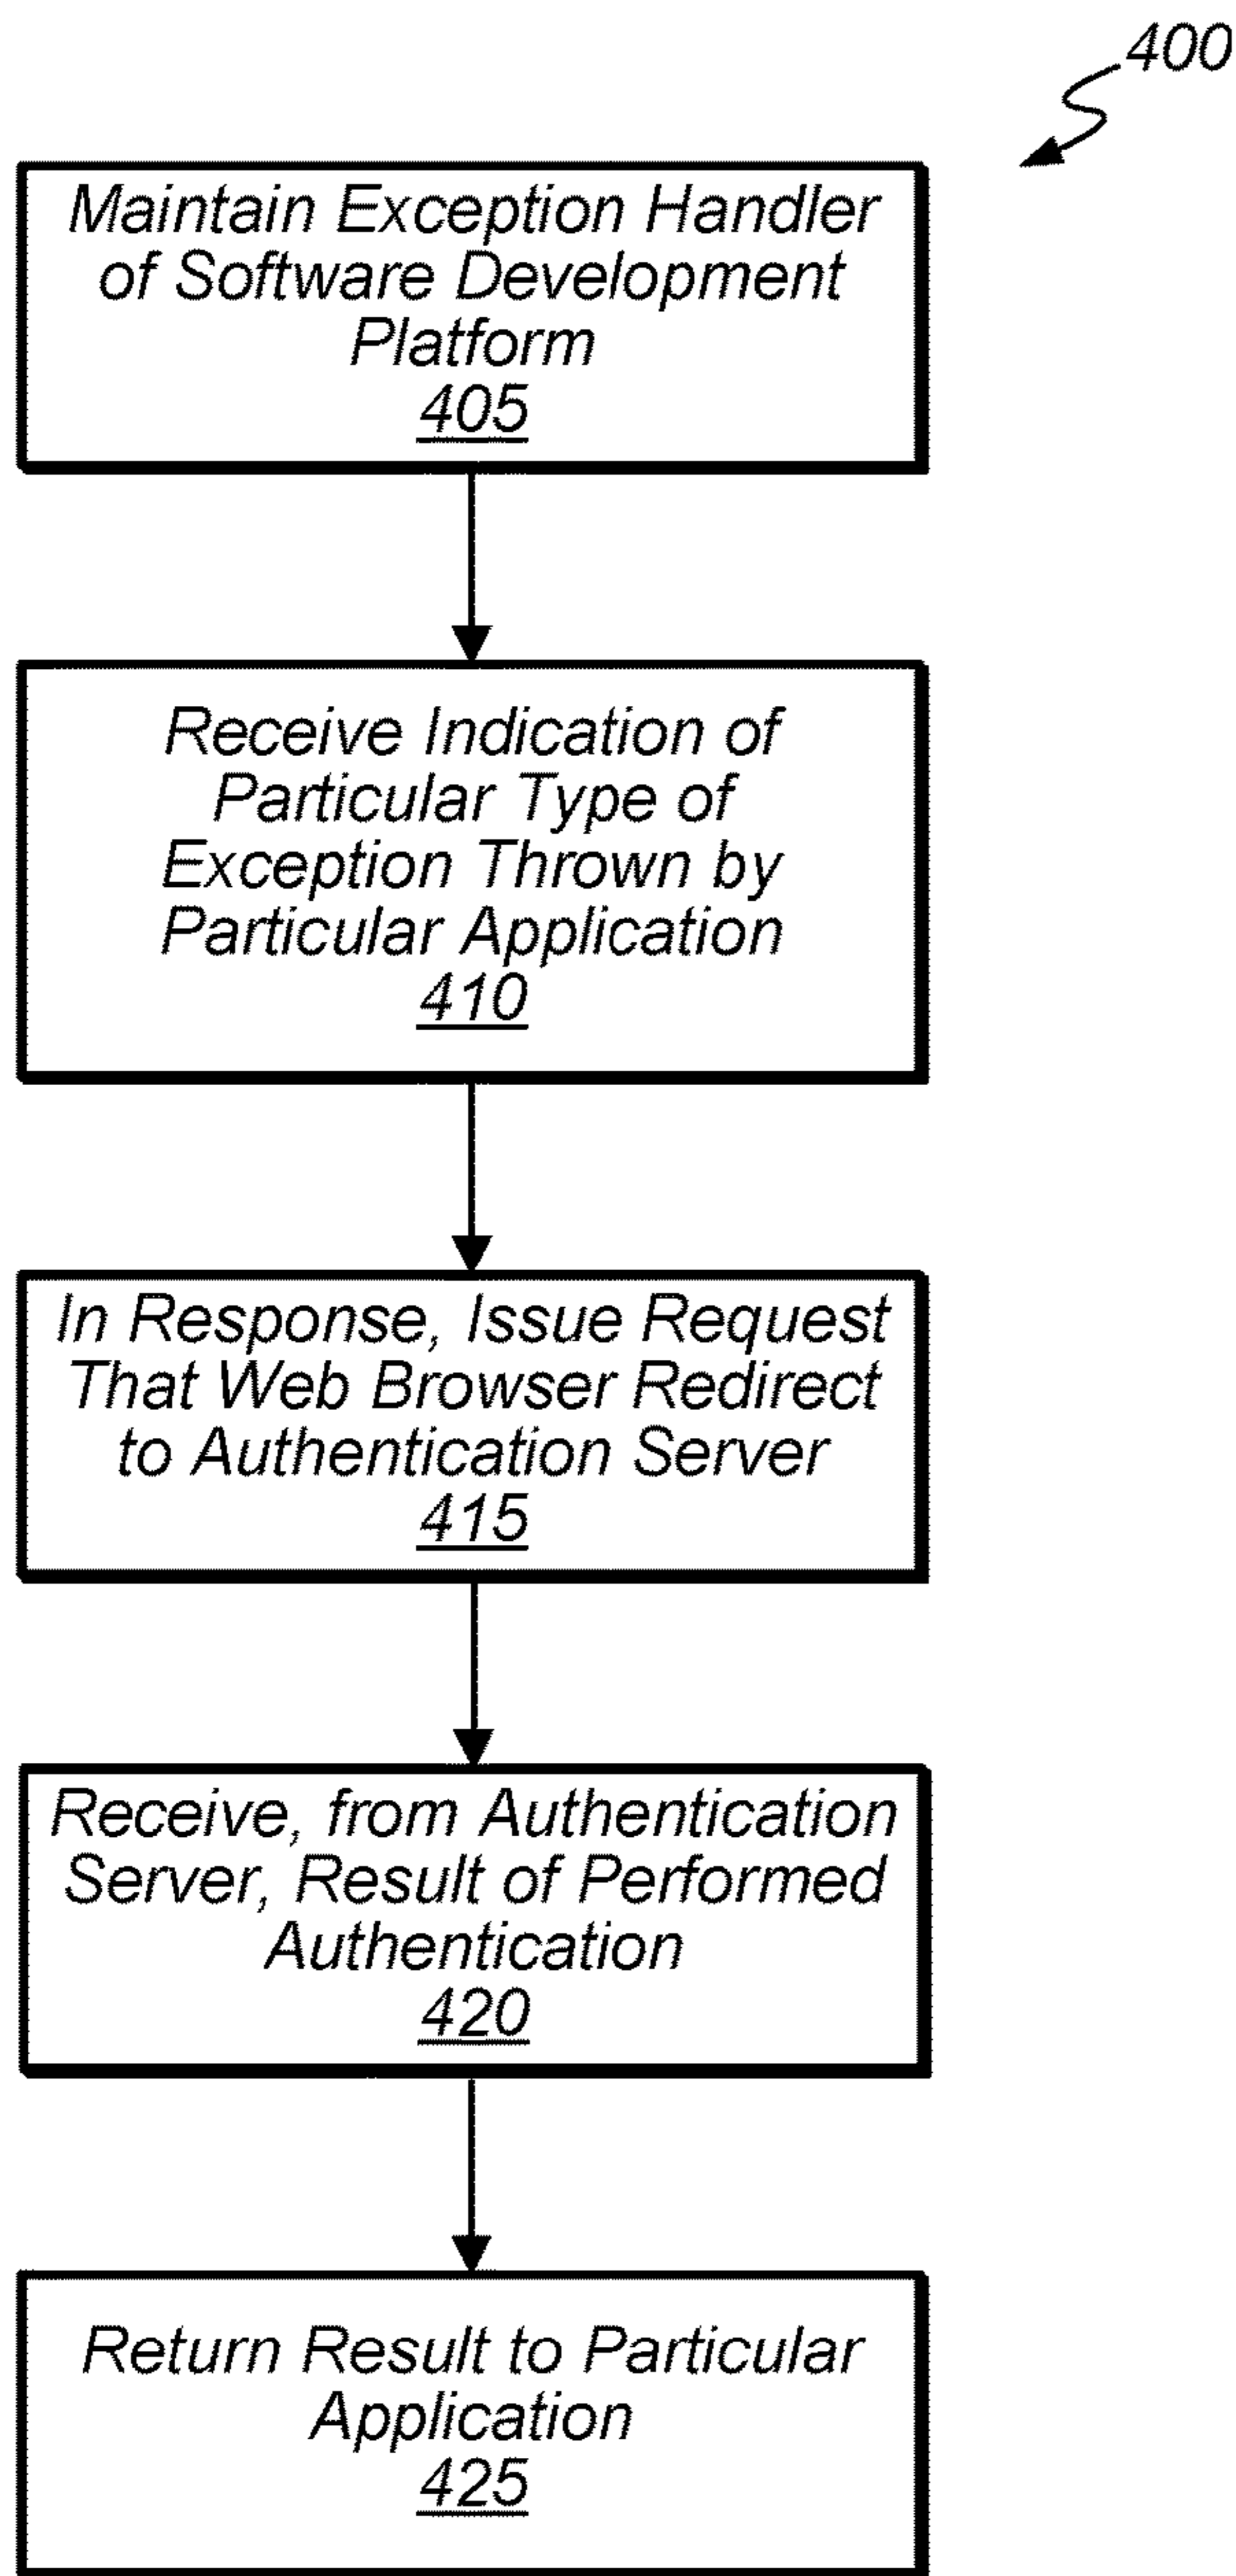 400
Maintain Exception Handler
of Software Development
Platform
405
Receive Indication of
Particular Type of
Exception Thrown by
Particular Application
410
In Response, Issue Request
That Web Browser Redirect
to Authentication Server
415
Receive, from Authentication
Server, Result of Performed
Authentication
420
Return Result to Particular
Application
425